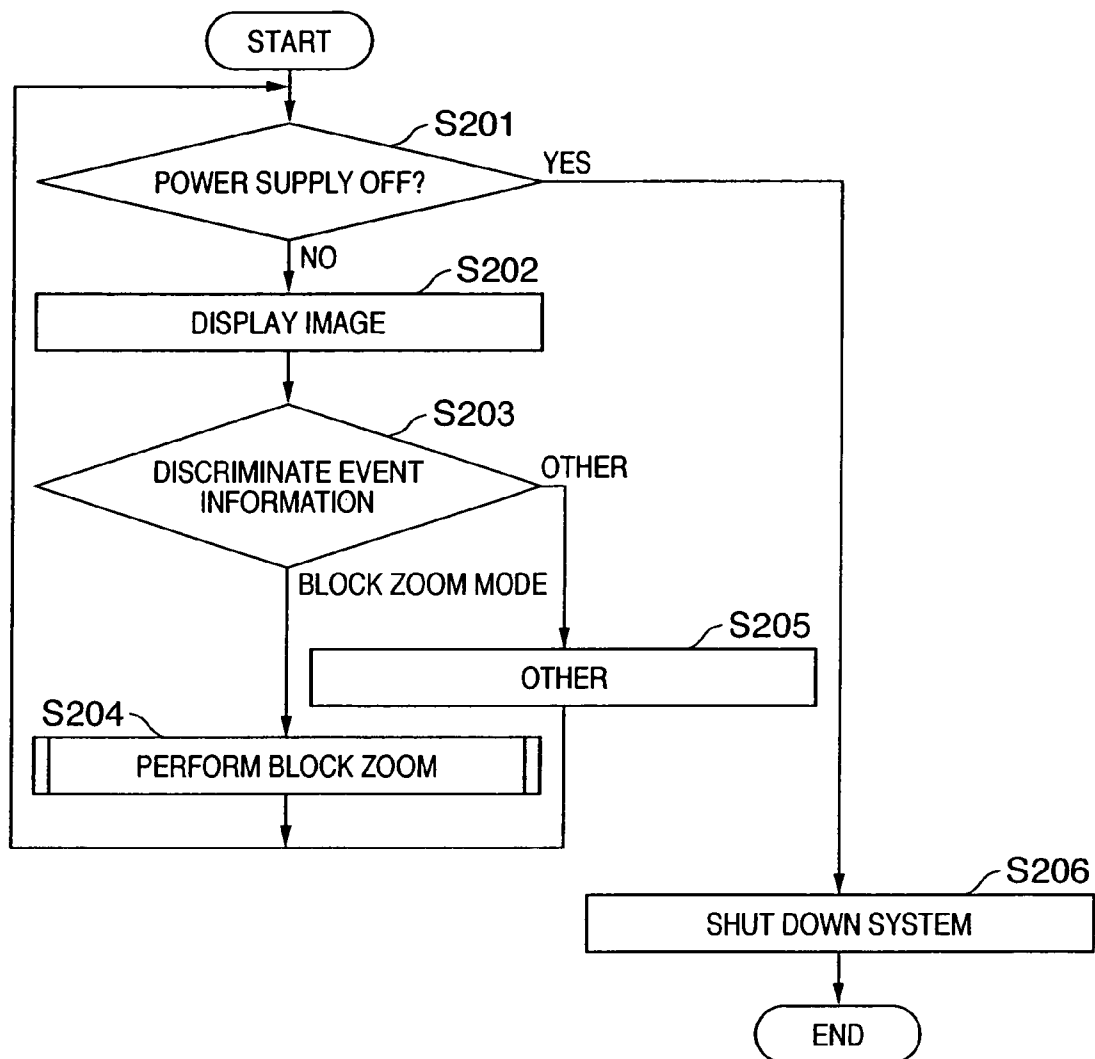 START
S201
POWER SUPPLY OFF?
YES
NO
S202
DISPLAY IMAGE
S203
DISCRIMINATE EVENT
INFORMATION
OTHER
BLOCK ZOOM MODE
S205
OTHER
S204
PERFORM BLOCK ZOOM
S206
SHUT DOWN SYSTEM
END